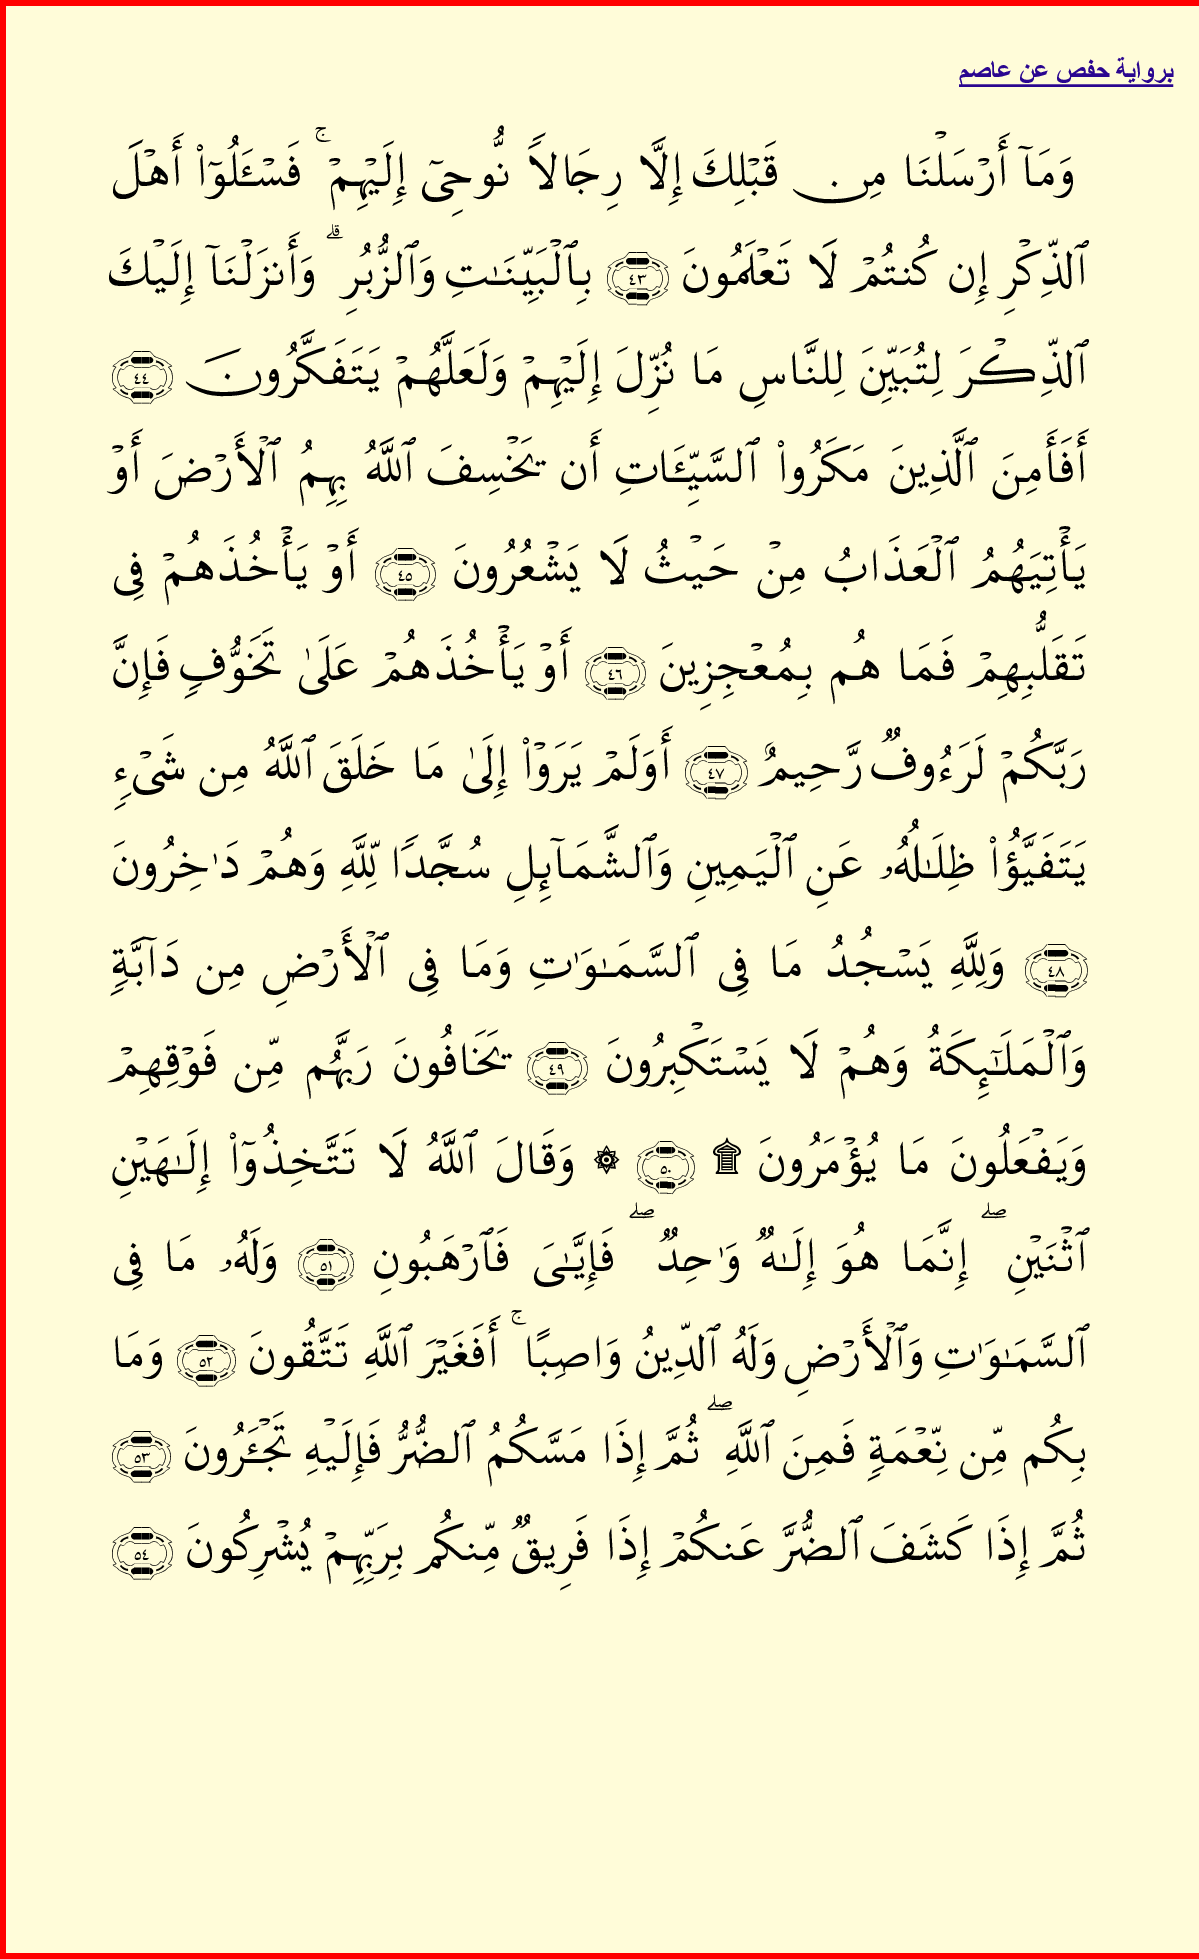 برواية حفص عن عاصم
وَمَآ أَرۡسَلۡنَا مِن قَبۡلِكَ إِلَّا رِجَالاً نُّوحِىٓ إِلَيۡهِمۡۚ فَسۡـَٔلُوٓاْ أَهۡلَ
ٱلذِّكۡرِ إِن كُنتُمۡ لَا تَعۡلَمُونَ ٤٣ بِٱلۡبَيِّنَـٰتِ وَٱلزُّبُرِۗ وَأَنزَلۡنَآ إِلَيۡكَ
ٱلذِّكۡرَ لِتُبَيِّنَ لِلنَّاسِ مَا نُزِّلَ إِلَيۡهِمۡ وَلَعَلَّهُمۡ يَتَفَكَّرُونَ ٤٤
أَفَأَمِنَ ٱلَّذِينَ مَكَرُواْ ٱلسَّيِّـَٔاتِ أَن يَخۡسِفَ ٱللَّهُ بِهِمُ ٱلۡأَرۡضَ أَوۡ
يَأۡتِيَهُمُ ٱلۡعَذَابُ مِنۡ حَيۡثُ لَا يَشۡعُرُونَ ٤٥ أَوۡ يَأۡخُذَهُمۡ فِى
تَقَلُّبِهِمۡ فَمَا هُم بِمُعۡجِزِينَ ٤٦ أَوۡ يَأۡخُذَهُمۡ عَلَىٰ تَخَوُّفٍ فَإِنَّ
رَبَّكُمۡ لَرَءُوفٌ رَّحِيمٌ ٤٧ أَوَلَمۡ يَرَوۡاْ إِلَىٰ مَا خَلَقَ ٱللَّهُ مِن شَىۡءٍ
يَتَفَيَّؤُاْ ظِلَـٰلُهُۥ عَنِ ٱلۡيَمِينِ وَٱلشَّمَآئِلِ سُجَّدًا لِّلَّهِ وَهُمۡ دَٰخِرُونَ
٤٨ وَلِلَّهِ يَسۡجُدُ مَا فِى ٱلسَّمَـٰوَٰتِ وَمَا فِى ٱلۡأَرۡضِ مِن دَآبَّةٍ
وَٱلۡمَلَـٰٓئِكَةُ وَهُمۡ لَا يَسۡتَكۡبِرُونَ ٤٩ يَخَافُونَ رَبَّهُم مِّن فَوۡقِهِمۡ
وَيَفۡعَلُونَ مَا يُؤۡمَرُونَ ۩ ٥٠ ۞ وَقَالَ ٱللَّهُ لَا تَتَّخِذُوٓاْ إِلَـٰهَيۡنِ
ٱثۡنَيۡنِۖ إِنَّمَا هُوَ إِلَـٰهٌ وَٰحِدٌۖ فَإِيَّـٰىَ فَٱرۡهَبُونِ ٥١ وَلَهُۥ مَا فِى
ٱلسَّمَـٰوَٰتِ وَٱلۡأَرۡضِ وَلَهُ ٱلدِّينُ وَاصِبًاۚ أَفَغَيۡرَ ٱللَّهِ تَتَّقُونَ ٥٢ وَمَا
بِكُم مِّن نِّعۡمَةٍ فَمِنَ ٱللَّهِۖ ثُمَّ إِذَا مَسَّكُمُ ٱلضُّرُّ فَإِلَيۡهِ تَجۡـَٔرُونَ ٥٣
ثُمَّ إِذَا كَشَفَ ٱلضُّرَّ عَنكُمۡ إِذَا فَرِيقٌ مِّنكُم بِرَبِّهِمۡ يُشۡرِكُونَ ٥٤